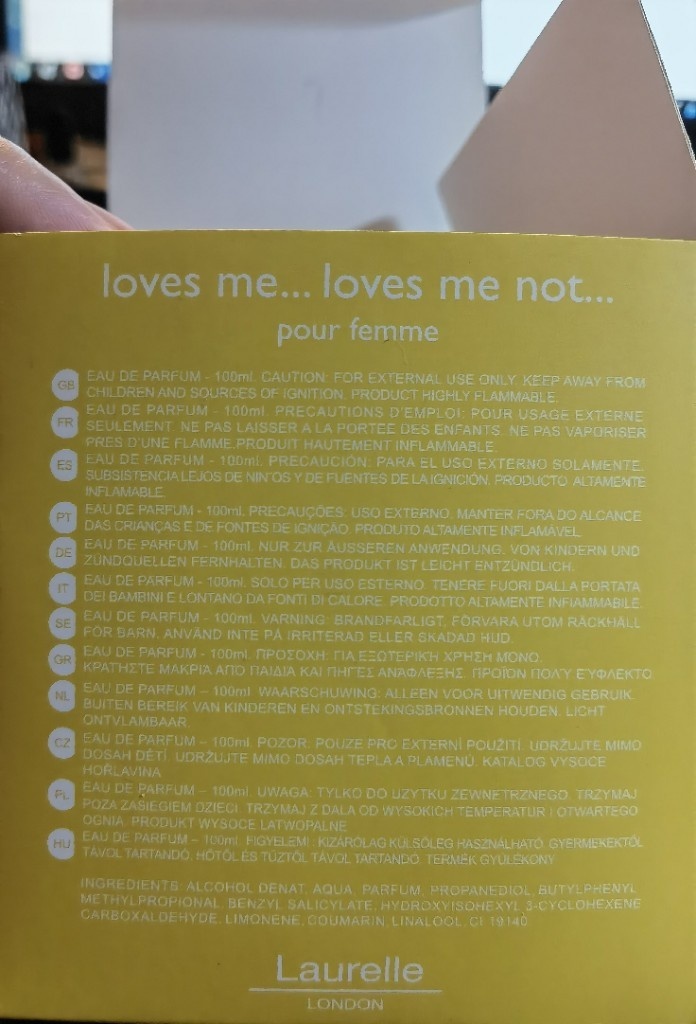 loves me... loves me not...
pour femme
GB EAU DE PARFUM - 100ml. CAUTION: FOR EXTERNAL USE ONLY. KEEP AWAY FROM
CHILDREN AND SOURCES OF IGNITION. PRODUCT HIGHLY FLAMMABLE.
FR EAU DE PARFUM - 100ml. PRECAUTIONS D'EMPLOI: POUR USAGE EXTERNE
SEULEMENT. NE PAS LAISSER A LA PORTÉE DES ENFANTS. NE PAS VAPORISER
PRES D'UNE FLAMME.PRODUIT HAUTEMENT INFLAMMABLE.
ES EAU DE PARFUM - 100ml. PRECAUCIÓN: PARA EL USO EXTERNO SOLAMENTE.
SUBSISTENCIA LEJOS DE NIN'OS Y DE FUENTES DE LA IGNICIÓN. PRODUCTO ALTAMENTE
INFLAMABLE.
PT EAU DE PARFUM - 100ml. PRECAUÇÕES: USO EXTERNO. MANTER FORA DO ALCANCE
DAS CRIANÇAS E DE FONTES DE IGNIÇÃO. PRODUTO ALTAMENTE INFLAMÁVEL.
DE EAU DE PARFUM - 100ml. NUR ZUR ÄUSSEREN ANWENDUNG. VON KINDERN UND
ZÜNDQUELLEN FERNHALTEN. DAS PRODUKT IST LEICHT ENTZÜNDLICH.
IT EAU DE PARFUM - 100ml. SOLO PER USO ESTERNO. TENERE FUORI DALLA PORTATA
DEI BAMBINI E LONTANO DA FONTI DI CALORE. PRODOTTO ALTAMENTE INFIAMMABILE.
SE EAU DE PARFUM - 100ml. VARNING: BRANDFARLIGT. FÖRVARA UTOM RÄCKHÅLL
FÖR BARN. ANVÄND INTE PÅ IRRITERAD ELLER SKADAD HUD.
GR EAU DE PARFUM - 100ml. ΠΡΟΣΟΧΗ: ΓΙΑ ΕΞΩΤΕΡΙΚΗ ΧΡΗΣΗ ΜΟΝΟ.
ΚΡΑΤΗΣΤΕ ΜΑΚΡΙΑ ΑΠΟ ΠΑΙΔΙΑ ΚΑΙ ΠΗΓΕΣ ΑΝΑΦΛΕΞΗΣ. ΠΡΟΪΟΝ ΠΟΛΥ ΕΥΦΛΕΚΤΟ
NL EAU DE PARFUM – 100ml. WAARSCHUWING: ALLEEN VOOR UITWENDIG GEBRUIK.
BUITEN BEREIK VAN KINDEREN EN ONTSTEKINGSBRONNEN HOUDEN. LICHT
ONTVLAMBAAR.
CZ EAU DE PARFUM – 100ml. POZOR: POUZE PRO EXTERNÍ POUŽITÍ. UDRŽUJTE MIMO
DOSAH DĚTÍ. UDRŽUJTE MIMO DOSAH TEPLA A PLAMENŮ. KATALOG VYSOCE
HOŘLAVINA
PL EAU DE PARFUM – 100ml. UWAGA: TYLKO DO UZYTKU ZEWNETRZNEGO. TRZYMAJ
POZA ZASIEGIEM DZIECI. TRZYMAJ Z DALA OD WYSOKICH TEMPERATUR I OTWARTEGO
OGNIA. PRODUKT WYSOCE LATWOPALNE
HU EAU DE PARFUM – 100ml. FIGYELEM!: KIZÁRÓLAG KÜLSŐLEG HASZNÁLHATÓ. GYERMEKEKTŐL
TÁVOL TARTANDÓ. HŐTŐL ÉS TŰZTŐL TÁVOL TARTANDÓ. TERMÉK GYÚLÉKONY
INGREDIENTS: ALCOHOL DENAT, AQUA, PARFUM, PROPANEDIOL, BUTYLPHENYL
METHYLPROPIONAL, BENZYL SALICYLATE, HYDROXYISOHEXYL 3-CYCLOHEXENE
CARBOXALDEHYDE, LIMONENE, COUMARIN, LINALOOL, CI 19140
Laurelle
LONDON